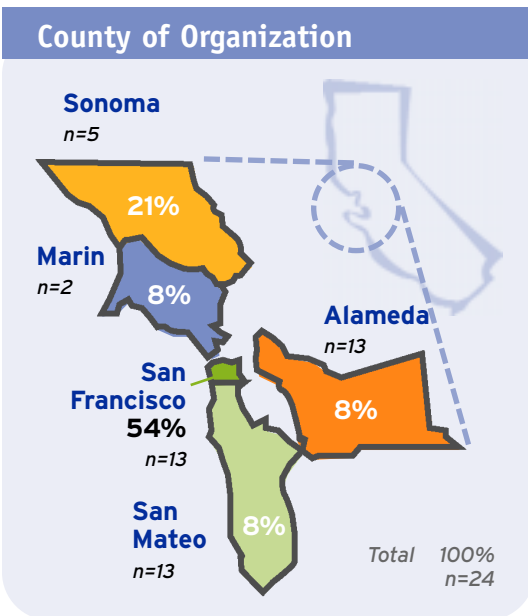 County of Organization
Sonoma
n=5
21%
Marin
n=2
8%
Alameda
n=13
8%
San
Francisco
54%
n=13
San
Mateo
n=13
8%
Total 100%
n=24